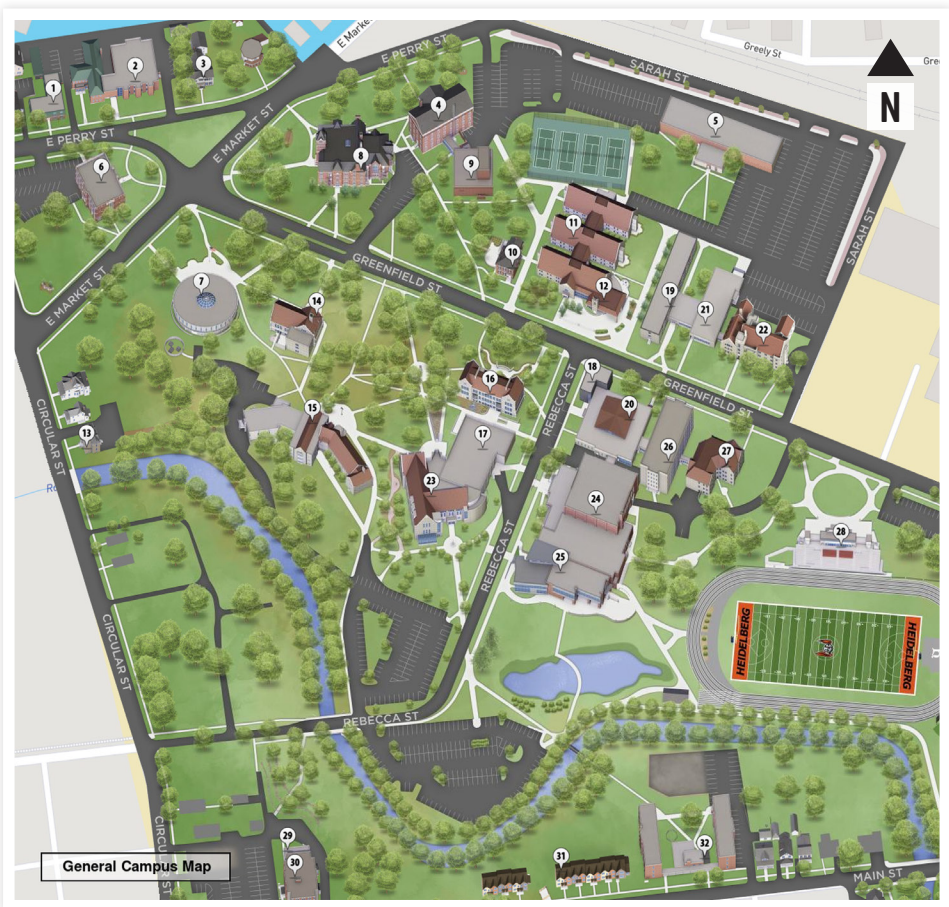 E Market
Greely St
Gree
E PERRY ST
SARAH ST
N
1
2
3
4
5
E PERRY ST
E MARKET ST
6
8
9
SARAH ST
11
10
GREENFIELD ST
12
E MARKET ST
7
14
19
21
22
18
16
GREENFIELD ST
REBECCA ST
CIRCULAR ST
15
20
13
17
26
27
23
24
28
REBECCA ST
25
HEIDELBERG
HEIDELBERG
CIRCULAR ST
REBECCA ST
CIRCULAR ST
29
30
31
32
General Campus Map
MAIN ST